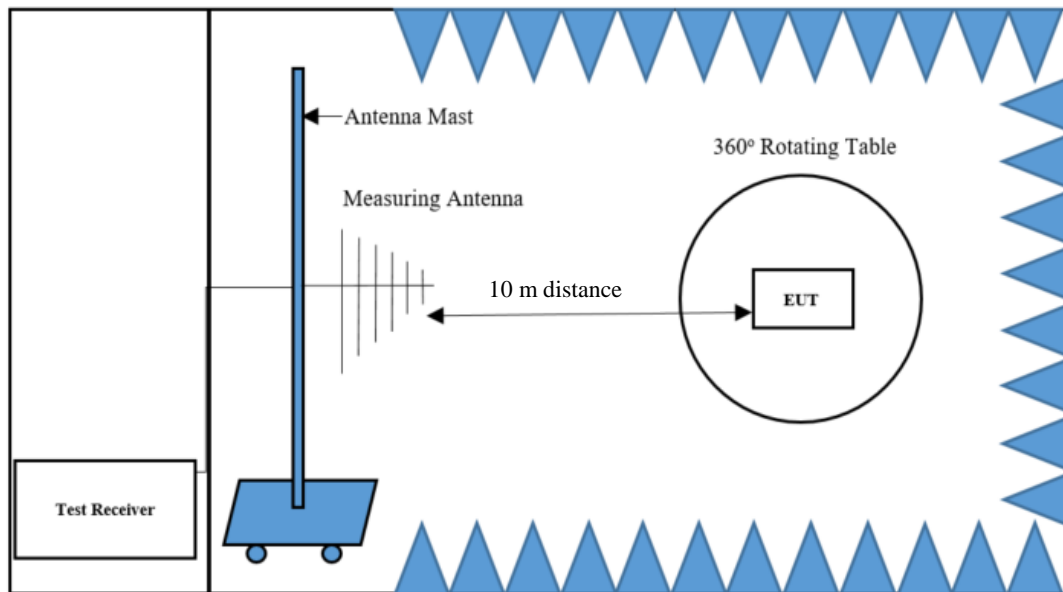 Antenna Mast
360º Rotating Table
Measuring Antenna
10 m distance
EUT
Test Receiver